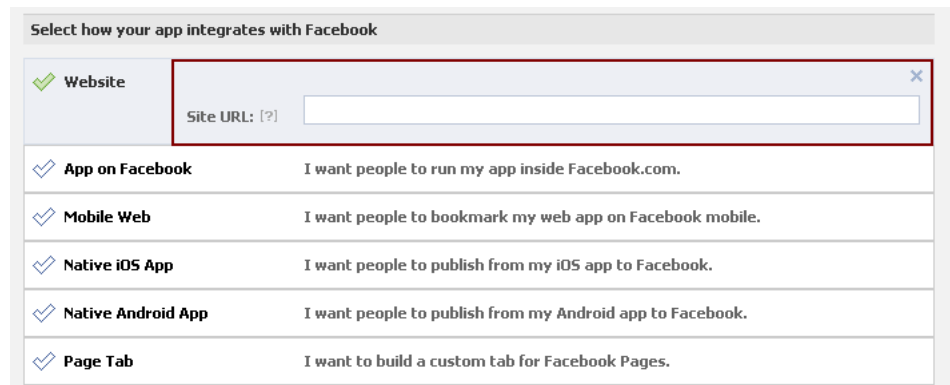 Select how your app integrates with Facebook
Website
Site URL: [?]
App on Facebook I want people to run my app inside Facebook.com.
Mobile Web I want people to bookmark my web app on Facebook mobile.
Native iOS App I want people to publish from my iOS app to Facebook.
Native Android App I want people to publish from my Android app to Facebook.
Page Tab I want to build a custom tab for Facebook Pages.